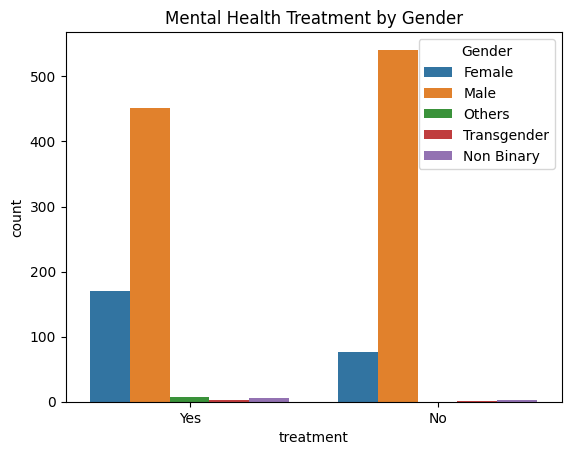 Mental Health Treatment by Gender
Gender
Female
Male
Others
Transgender
Non Binary
500
400
300
200
100
0
count
Yes
No
treatment